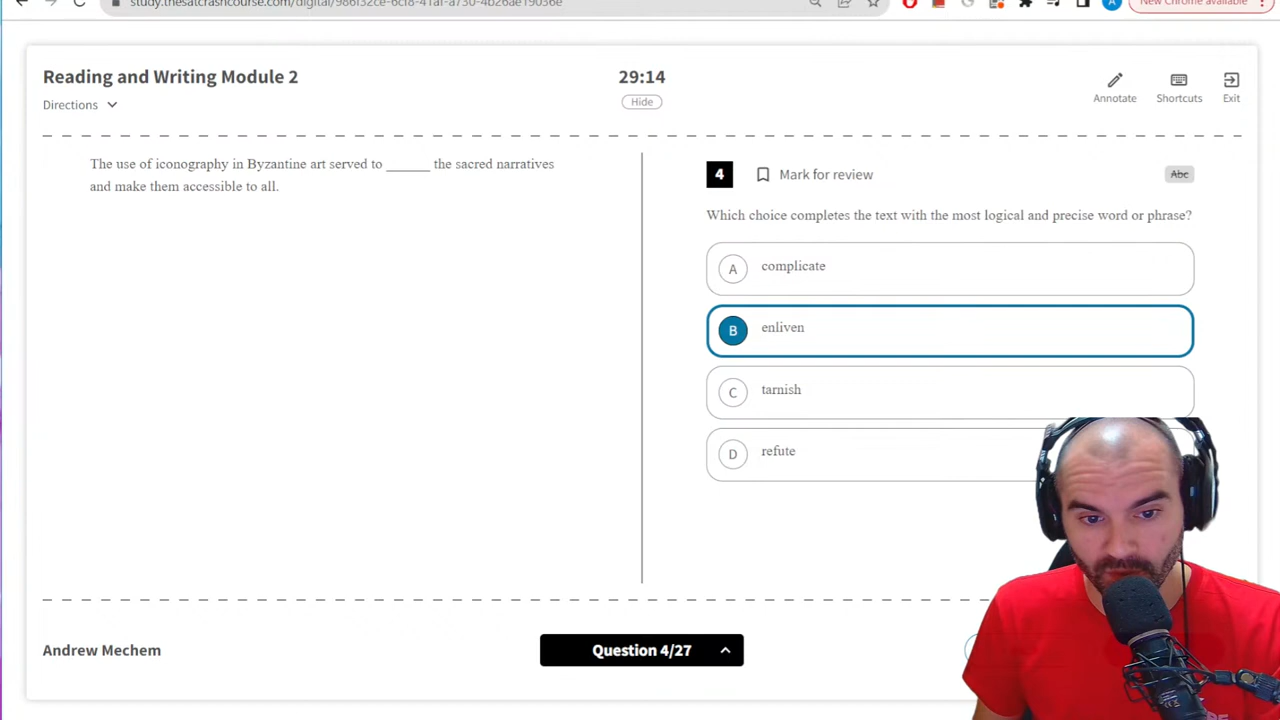 New Chrome available
Reading and Writing Module 2
29:14
Directions
Hide
Annotate
Shortcuts
Exit
The use of iconography in Byzantine art served to ______ the sacred narratives
and make them accessible to all.
4
Mark for review
Abc
Which choice completes the text with the most logical and precise word or phrase?
A complicate
B enliven
C tarnish
D refute
Andrew Mechem
Question 4/27